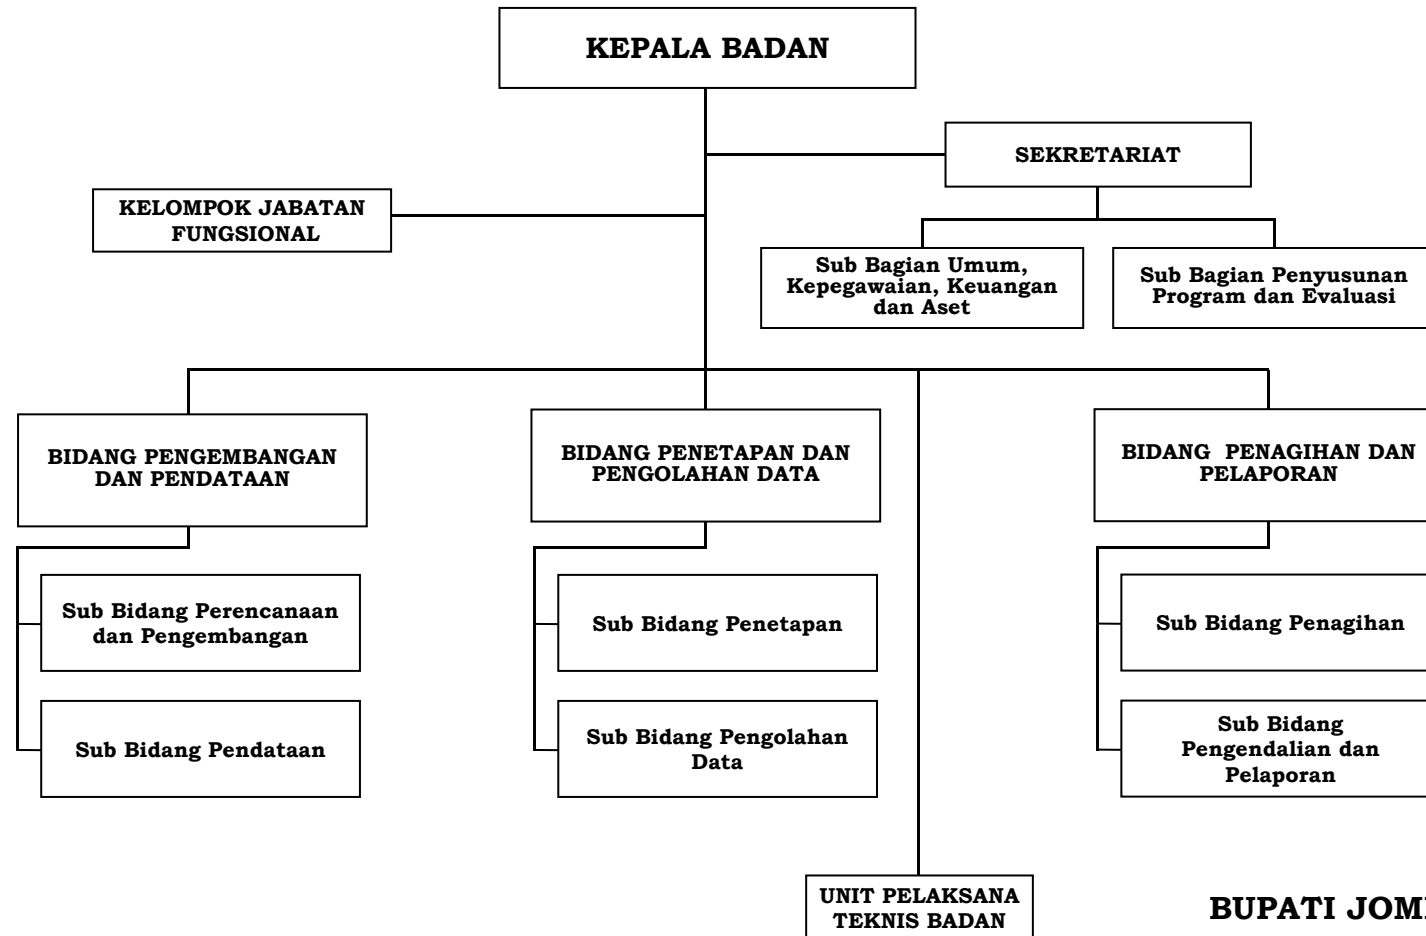 KEPALA BADAN
SEKRETARIAT
KELOMPOK JABATAN
FUNGSIONAL
Sub Bagian Umum,
Kepegawaian, Keuangan
dan Aset
Sub Bagian Penyusunan
Program dan Evaluasi
BIDANG PENGEMBANGAN
DAN PENDATAAN
BIDANG PENETAPAN DAN
PENGOLAHAN DATA
BIDANG PENAGIHAN DAN
PELAPORAN
Sub Bidang Perencanaan
dan Pengembangan
Sub Bidang Penetapan
Sub Bidang Penagihan
Sub Bidang Pendataan
Sub Bidang Pengolahan
Data
Sub Bidang
Pengendalian dan
Pelaporan
UNIT PELAKSANA
TEKNIS BADAN
BUPATI